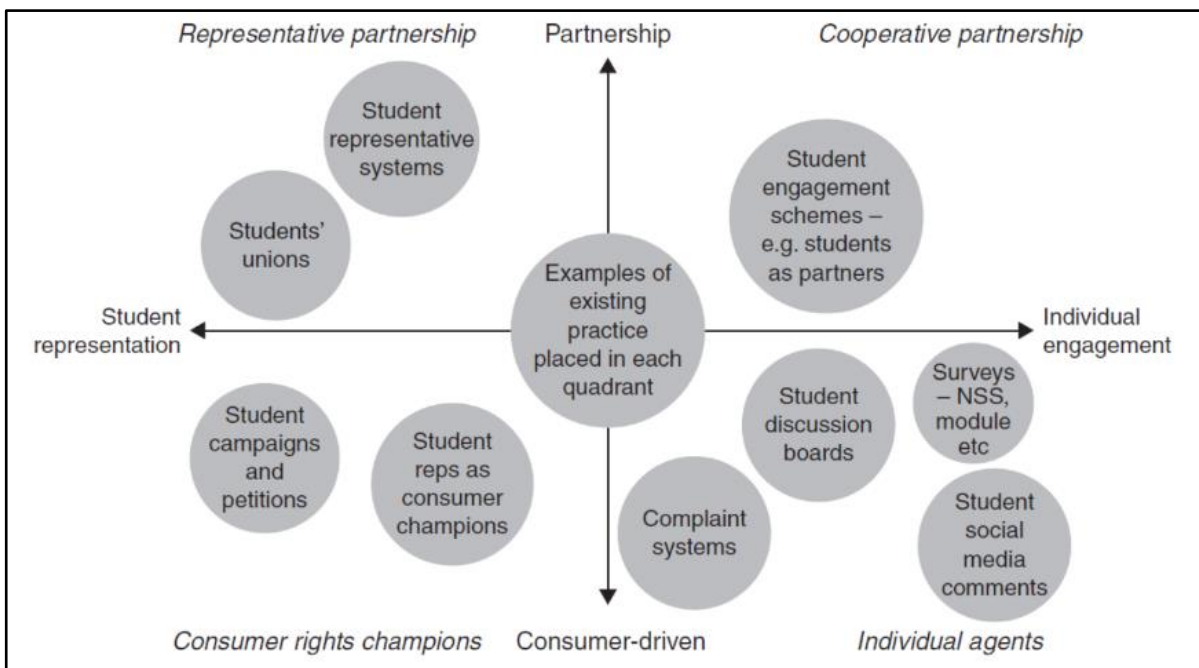 Representative partnership
Partnership
Cooperative partnership
Student
representative
systems
Students'
unions
Student
engagement
schemes –
e.g. students
as partners
Examples of
existing
practice
placed in each
quadrant
Student
representation
Individual
engagement
Student
campaigns
and
petitions
Student
reps as
consumer
champions
Complaint
systems
Student
discussion
boards
Surveys
– NSS,
module
etc
Student
social
media
comments
Consumer rights champions
Consumer-driven
Individual agents